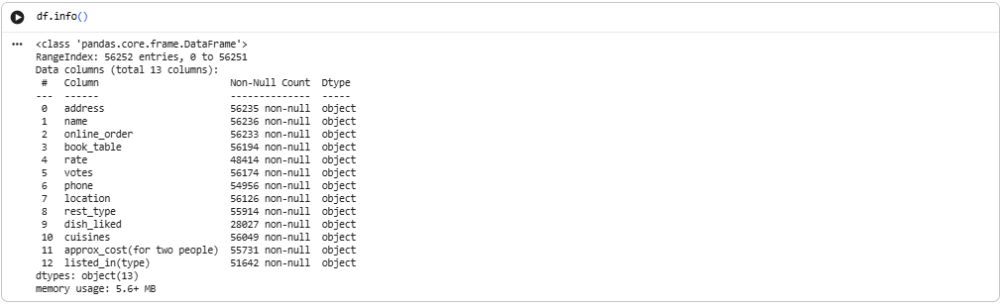 df.info()
<class 'pandas.core.frame.DataFrame'>
RangeIndex: 56252 entries, 0 to 56251
Data columns (total 13 columns):
 #   Column                       Non-Null Count  Dtype
---  ------                       --------------  -----
 0   address                      56235 non-null  object
 1   name                         56236 non-null  object
 2   online_order                 56233 non-null  object
 3   book_table                   56194 non-null  object
 4   rate                         48414 non-null  object
 5   votes                        56174 non-null  object
 6   phone                        54956 non-null  object
 7   location                     56126 non-null  object
 8   rest_type                    55914 non-null  object
 9   dish_liked                   28027 non-null  object
 10  cuisines                     56049 non-null  object
 11  approx_cost(for two people)  55731 non-null  object
 12  listed_in(type)              51642 non-null  object
dtypes: object(13)
memory usage: 5.6+ MB